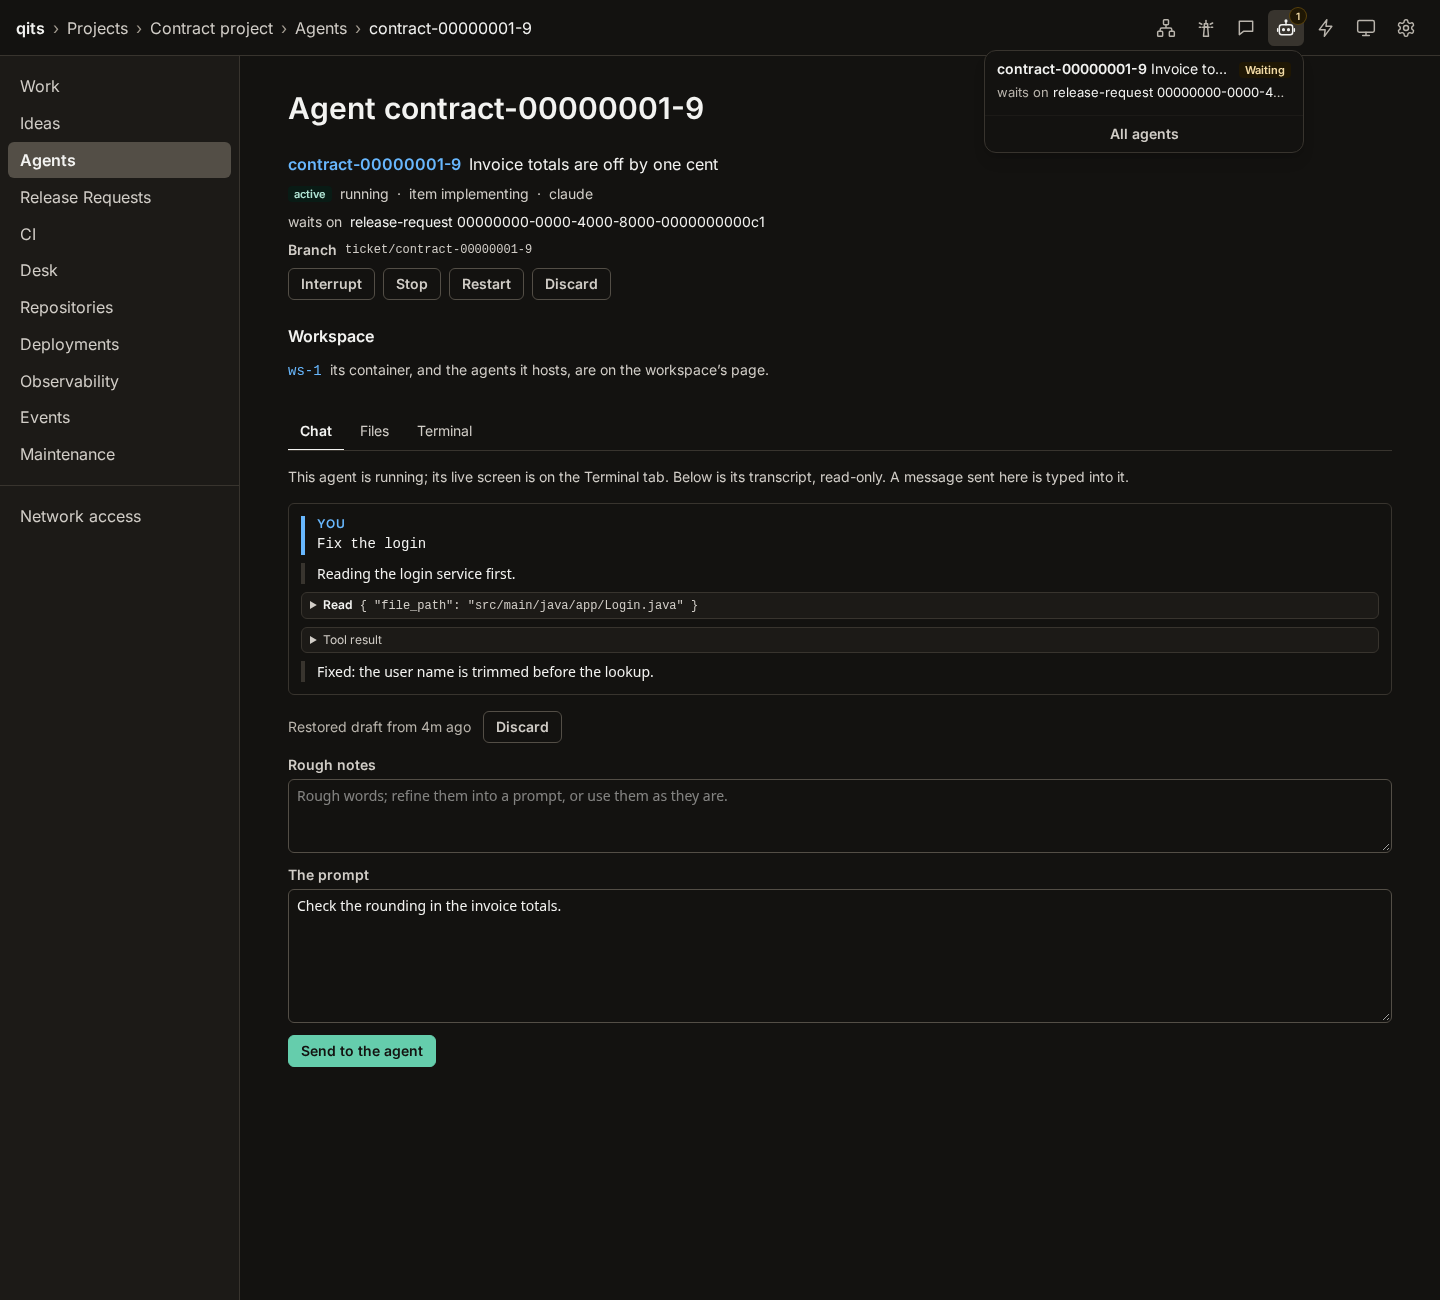 qits › Projects › Contract project › Agents › contract-00000001-9
1
contract-00000001-9 Invoice to... Waiting
waits on release-request 00000000-0000-4...
All agents
Work
Ideas
Agents
Release Requests
CI
Desk
Repositories
Deployments
Observability
Events
Maintenance
Network access
Agent contract-00000001-9
contract-00000001-9 Invoice totals are off by one cent
active running · item implementing · claude
waits on release-request 00000000-0000-4000-8000-0000000000c1
Branch ticket/contract-00000001-9
Interrupt Stop Restart Discard
Workspace
ws-1 its container, and the agents it hosts, are on the workspace’s page.
Chat Files Terminal
This agent is running; its live screen is on the Terminal tab. Below is its transcript, read-only. A message sent here is typed into it.
YOU
Fix the login
Reading the login service first.
Read { "file_path": "src/main/java/app/Login.java" }
Tool result
Fixed: the user name is trimmed before the lookup.
Restored draft from 4m ago Discard
Rough notes
Rough words; refine them into a prompt, or use them as they are.
The prompt
Check the rounding in the invoice totals.
Send to the agent